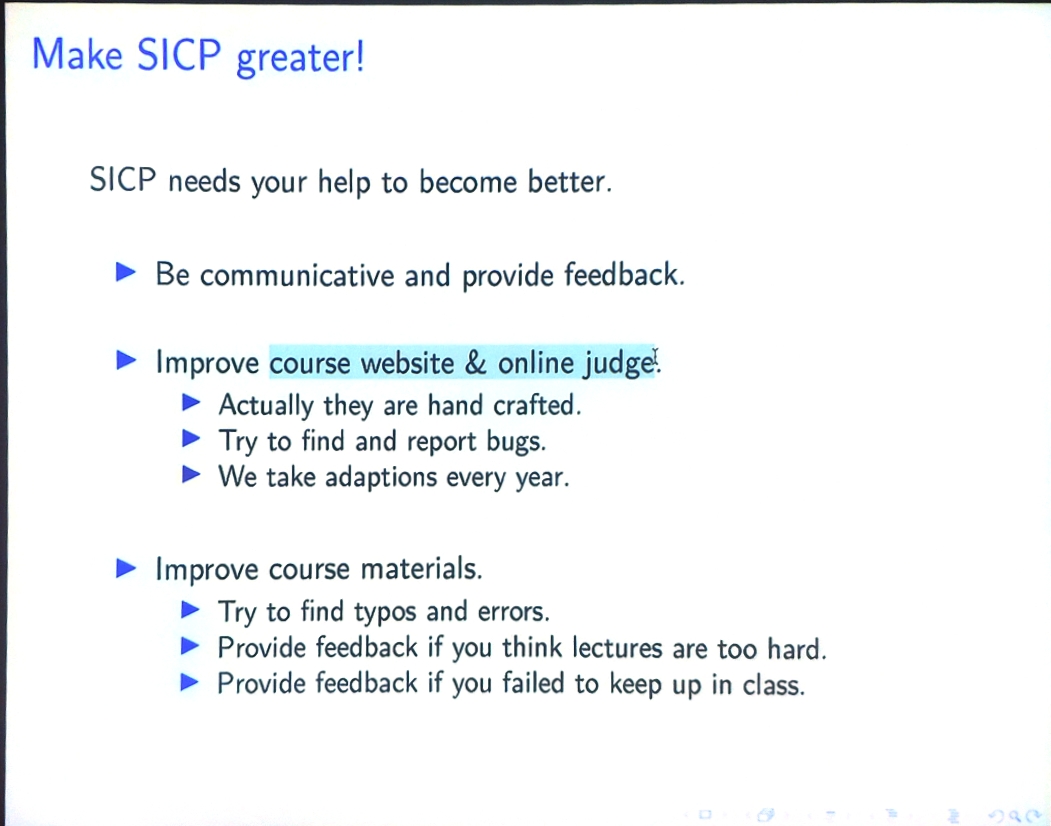 Make SICP greater!
SICP needs your help to become better.
Be communicative and provide feedback.
Improve course website & online judge.
Actually they are hand crafted.
Try to find and report bugs.
We take adaptions every year.
Improve course materials.
Try to find typos and errors.
Provide feedback if you think lectures are too hard.
Provide feedback if you failed to keep up in class.